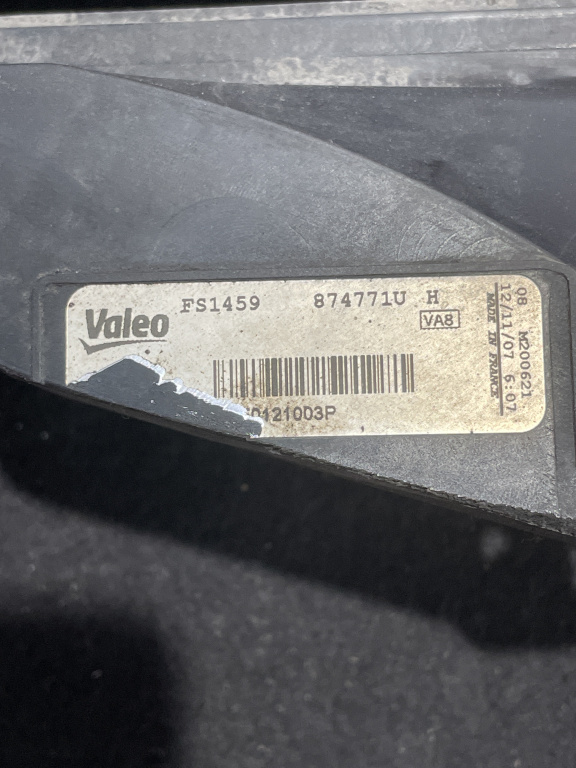 Valeo
FS1459 874771U H
VA8
0121003P
08 M200621
12/11/07 6:07
MADE IN FRANCE